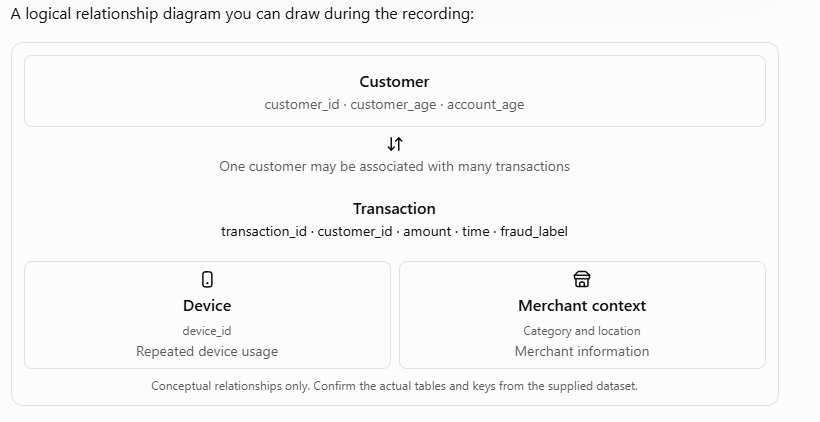 A logical relationship diagram you can draw during the recording:
Customer
customer_id · customer_age · account_age
One customer may be associated with many transactions
Transaction
transaction_id · customer_id · amount · time · fraud_label
Device
device_id
Repeated device usage
Merchant context
Category and location
Merchant information
Conceptual relationships only. Confirm the actual tables and keys from the supplied dataset.